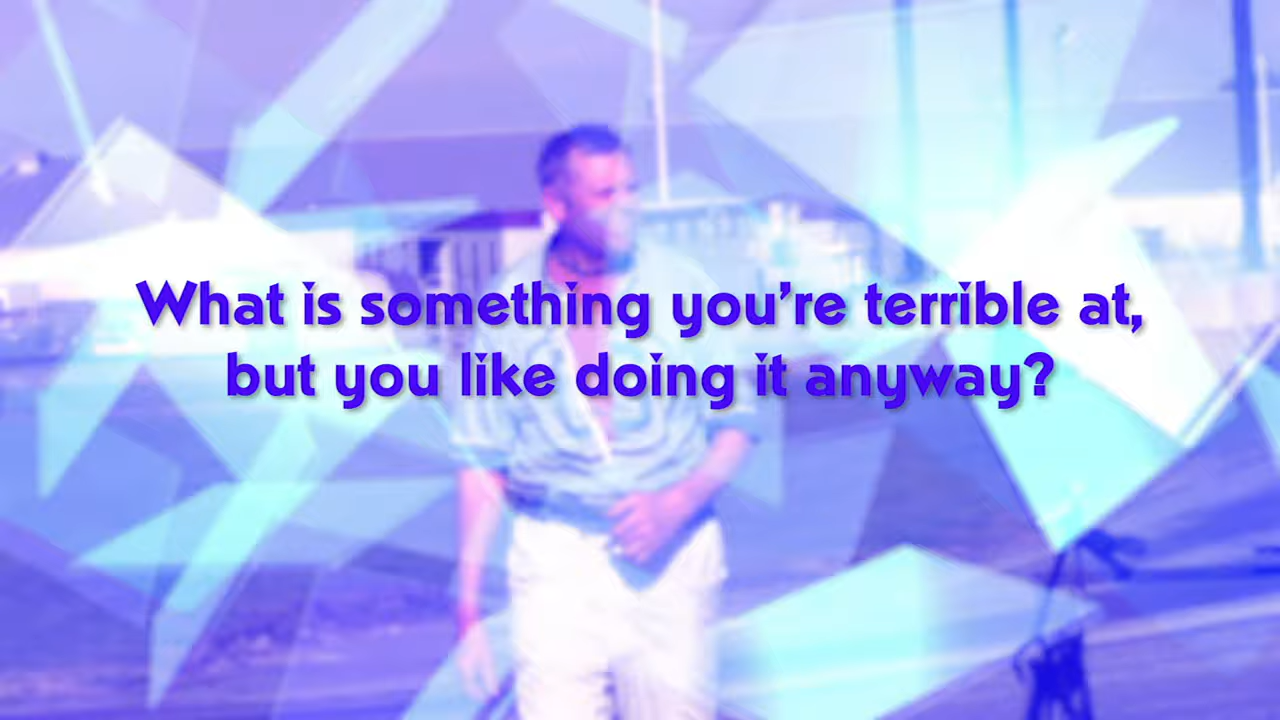 What is something you’re terrible at,
but you like doing it anyway?